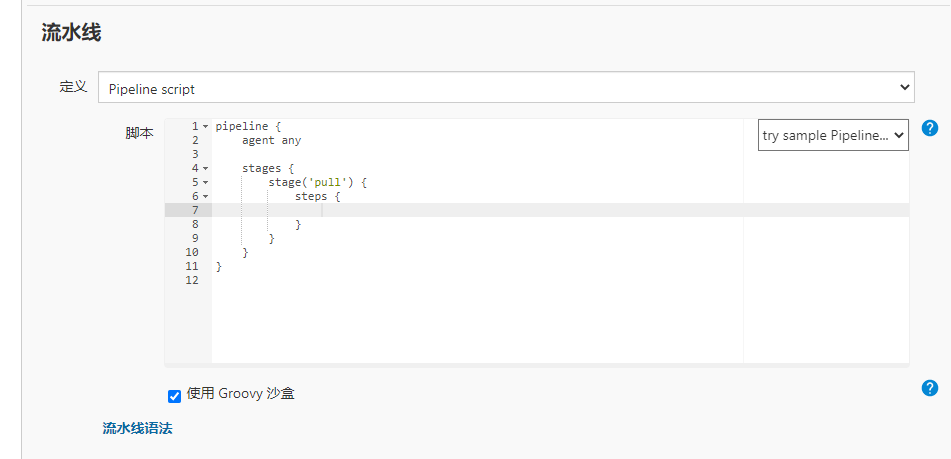 流水线
定义
Pipeline script
脚本
try sample Pipeline...
1 pipeline {
2     agent any
3
4     stages {
5         stage('pull') {
6             steps {
7
8             }
9         }
10     }
11 }
12
使用 Groovy 沙盒
流水线语法